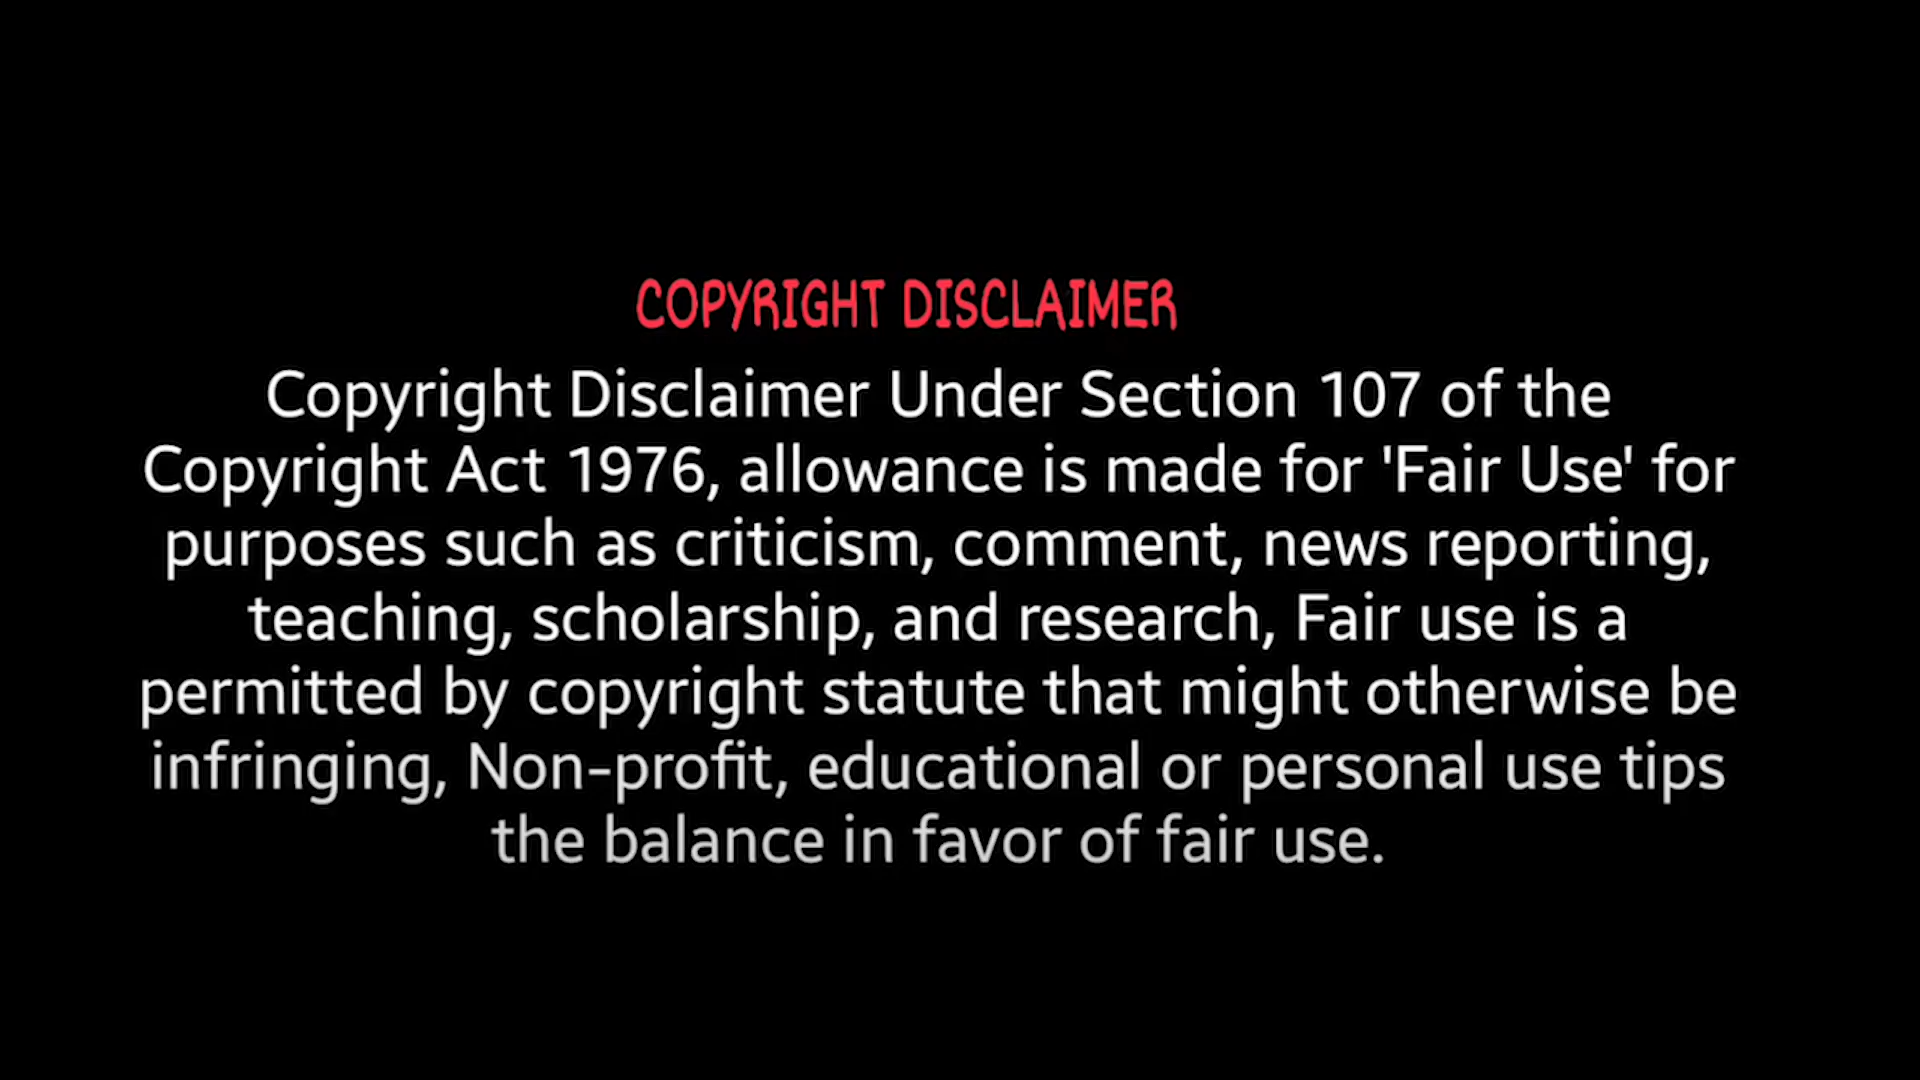 COPYRIGHT DISCLAIMER
Copyright Disclaimer Under Section 107 of the
Copyright Act 1976, allowance is made for 'Fair Use' for
purposes such as criticism, comment, news reporting,
teaching, scholarship, and research, Fair use is a
permitted by copyright statute that might otherwise be
infringing, Non-profit, educational or personal use tips
the balance in favor of fair use.